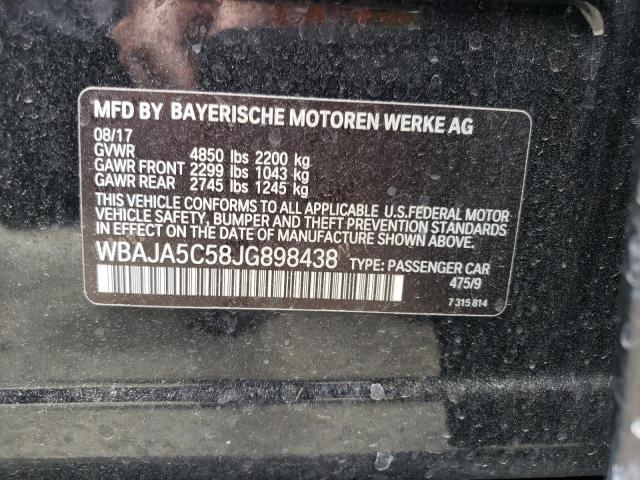 MFD BY BAYERISCHE MOTOREN WERKE AG
08/17
GVWR 4850 lbs 2200 kg
GAWR FRONT 2299 lbs 1043 kg
GAWR REAR 2745 lbs 1245 kg
THIS VEHICLE CONFORMS TO ALL APPLICABLE U.S.FEDERAL MOTOR
VEHICLE SAFETY, BUMPER AND THEFT PREVENTION STANDARDS
IN EFFECT ON THE DATE OF MANUFACTURE SHOWN ABOVE.
WBAJA5C58JG898438 TYPE: PASSENGER CAR
475/9
7 315 814